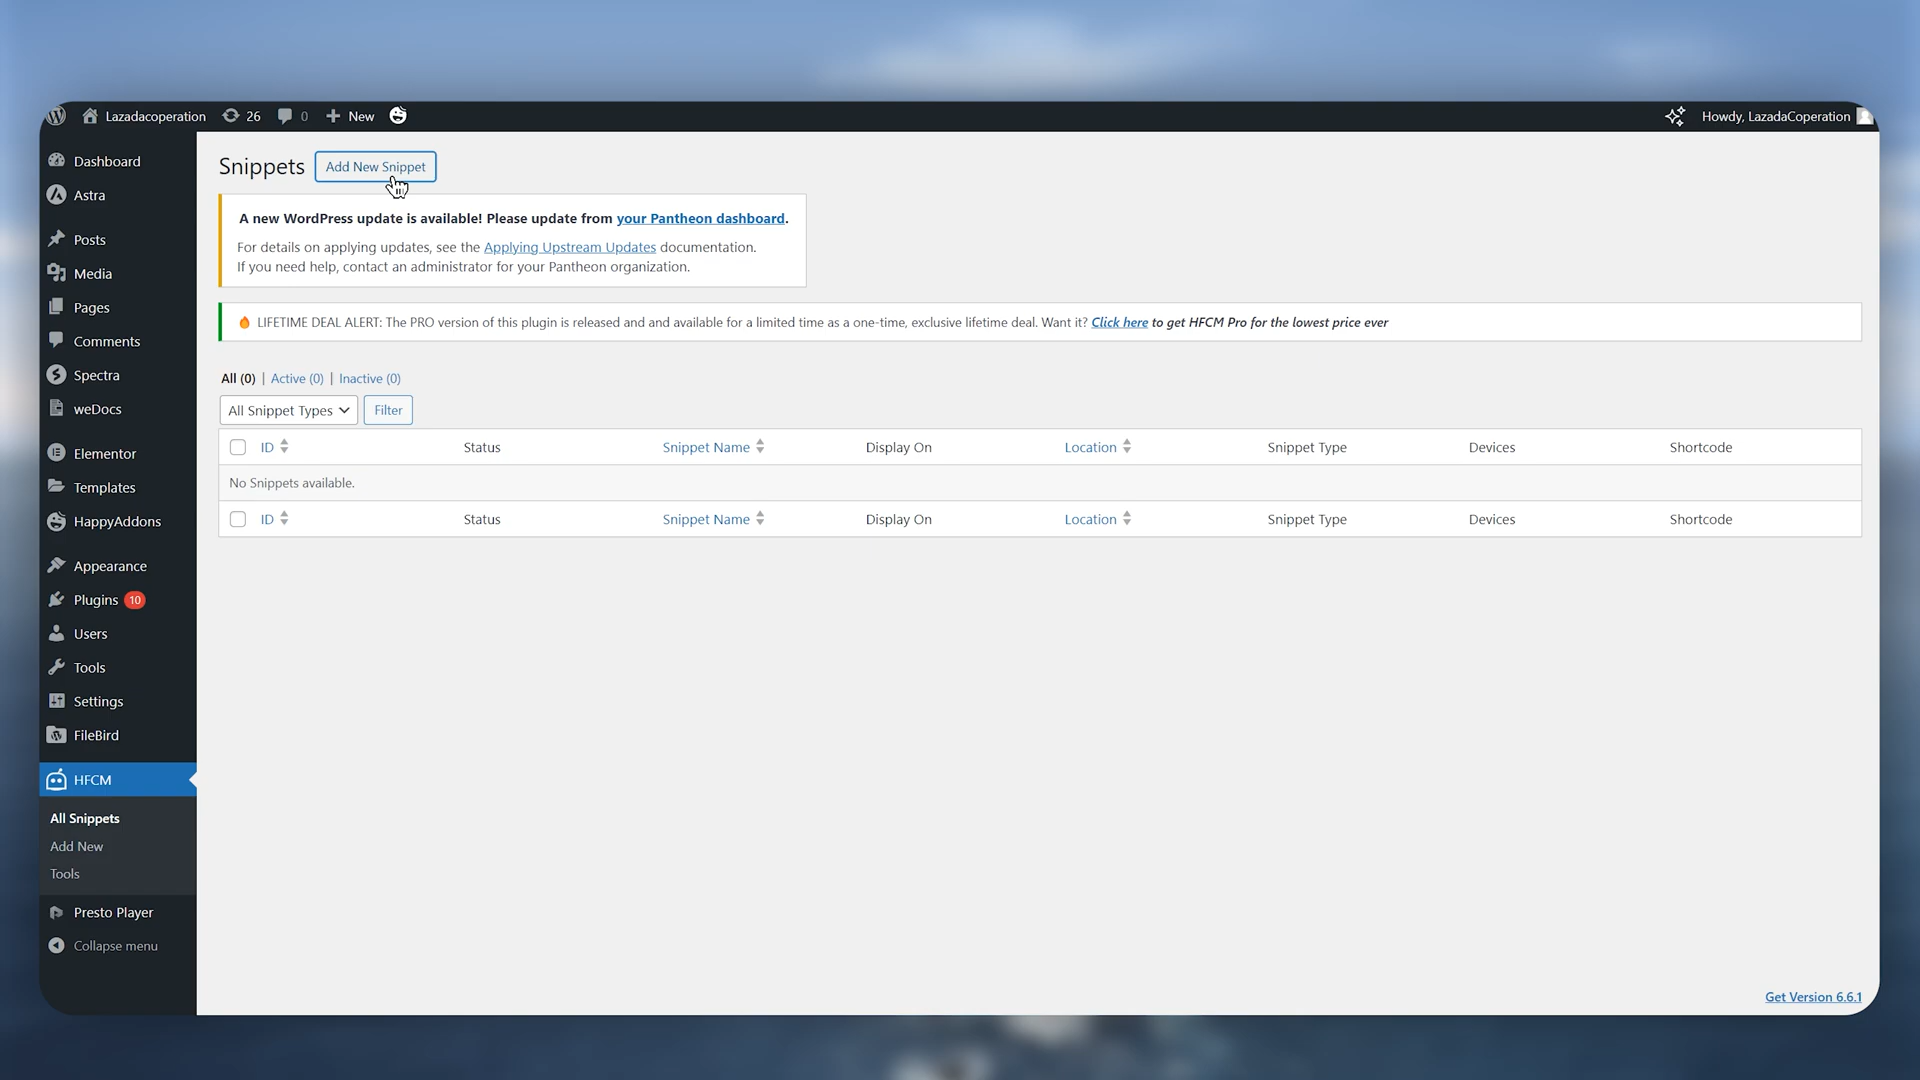 Lazadacoperation 26 0 New Howdy, LazadaCoperation
Dashboard
Astra
Posts
Media
Pages
Comments
Spectra
weDocs
Elementor
Templates
HappyAddons
Appearance
Plugins 10
Users
Tools
Settings
FileBird
HFCM
All Snippets
Add New
Tools
Presto Player
Collapse menu
Snippets Add New Snippet
A new WordPress update is available! Please update from your Pantheon dashboard.
For details on applying updates, see the Applying Upstream Updates documentation.
If you need help, contact an administrator for your Pantheon organization.
LIFETIME DEAL ALERT: The PRO version of this plugin is released and and available for a limited time as a one-time, exclusive lifetime deal. Want it? Click here to get HFCM Pro for the lowest price ever
All (0) | Active (0) | Inactive (0)
All Snippet Types Filter
ID Status Snippet Name Display On Location Snippet Type Devices Shortcode
No Snippets available.
ID Status Snippet Name Display On Location Snippet Type Devices Shortcode
Get Version 6.6.1